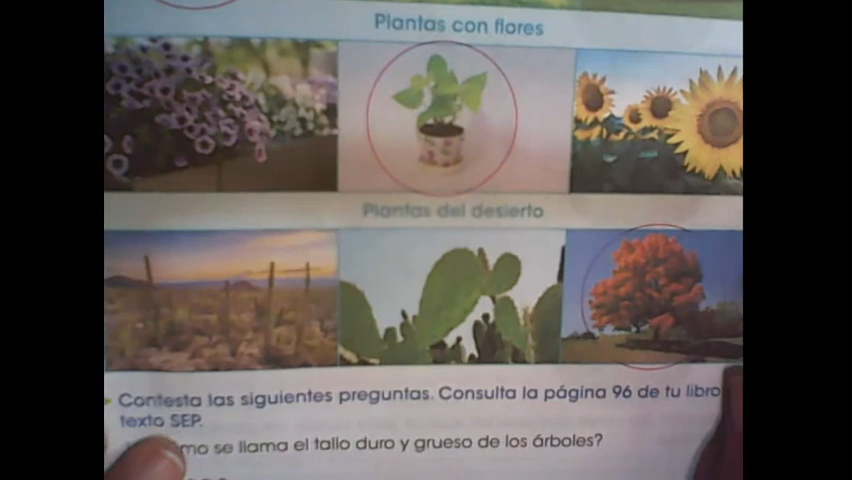 Plantas con flores
Plantas del desierto
Contesta las siguientes preguntas. Consulta la página 96 de tu libro
texto SEP.
se llama el tallo duro y grueso de los árboles?